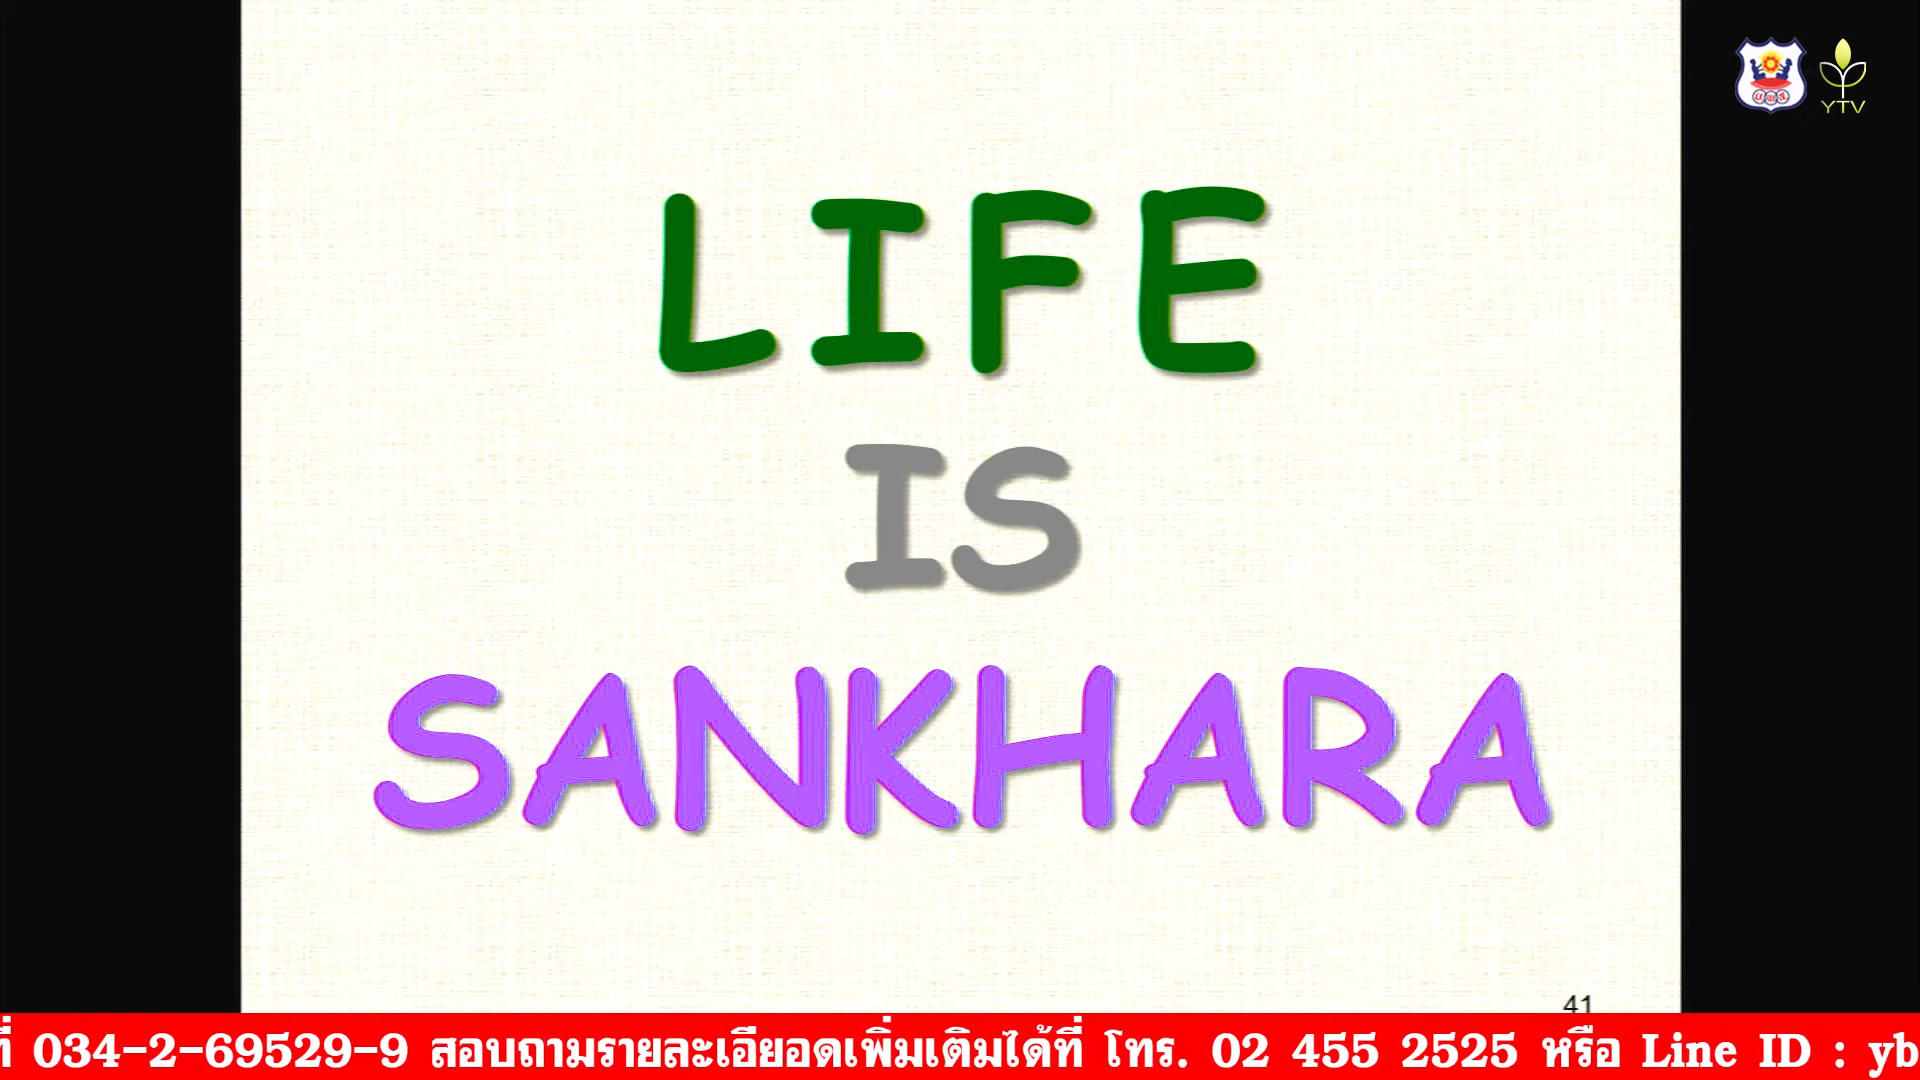 YTV
LIFE
IS
SANKHARA
41
ที่ 034-2-69529-9 สอบถามรายละเอียดเพิ่มเติมได้ที่ โทร. 02 455 2525 หรือ Line ID : yb